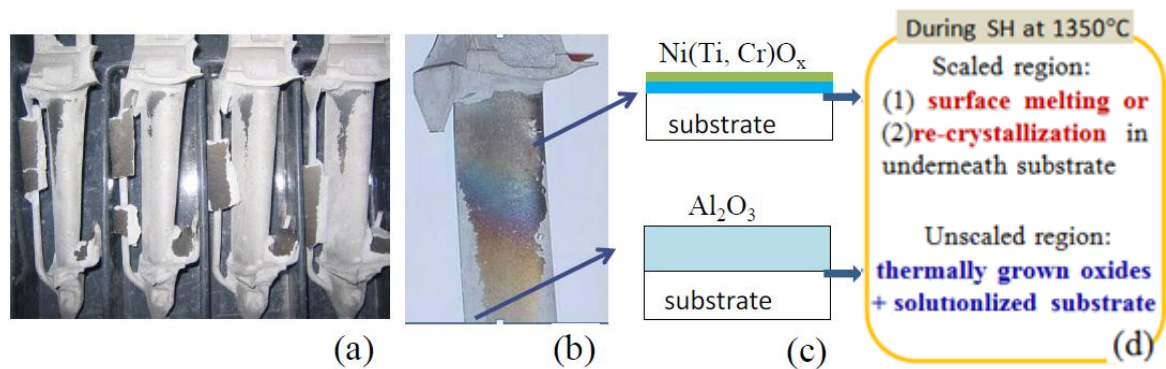 Ni(Ti, Cr)Oₓ
substrate
Al₂O₃
substrate
During SH at 1350°C
Scaled region:
(1) surface melting or
(2)re-crystallization in
underneath substrate
Unscaled region:
thermally grown oxides
+ solutionlized substrate
(a)
(b)
(c)
(d)